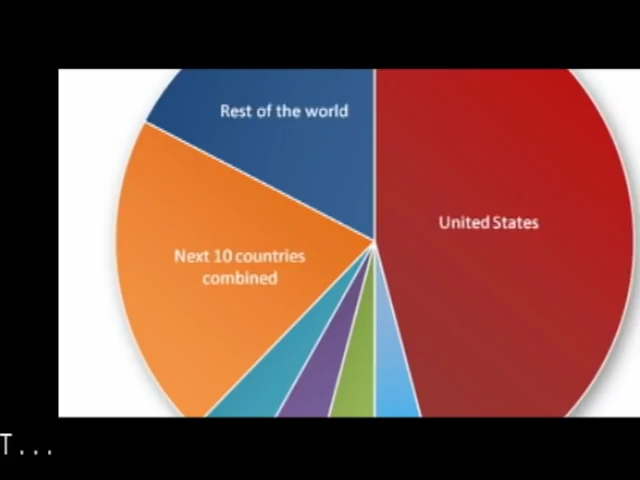 Rest of the world
United States
Next 10 countries
combined
T...